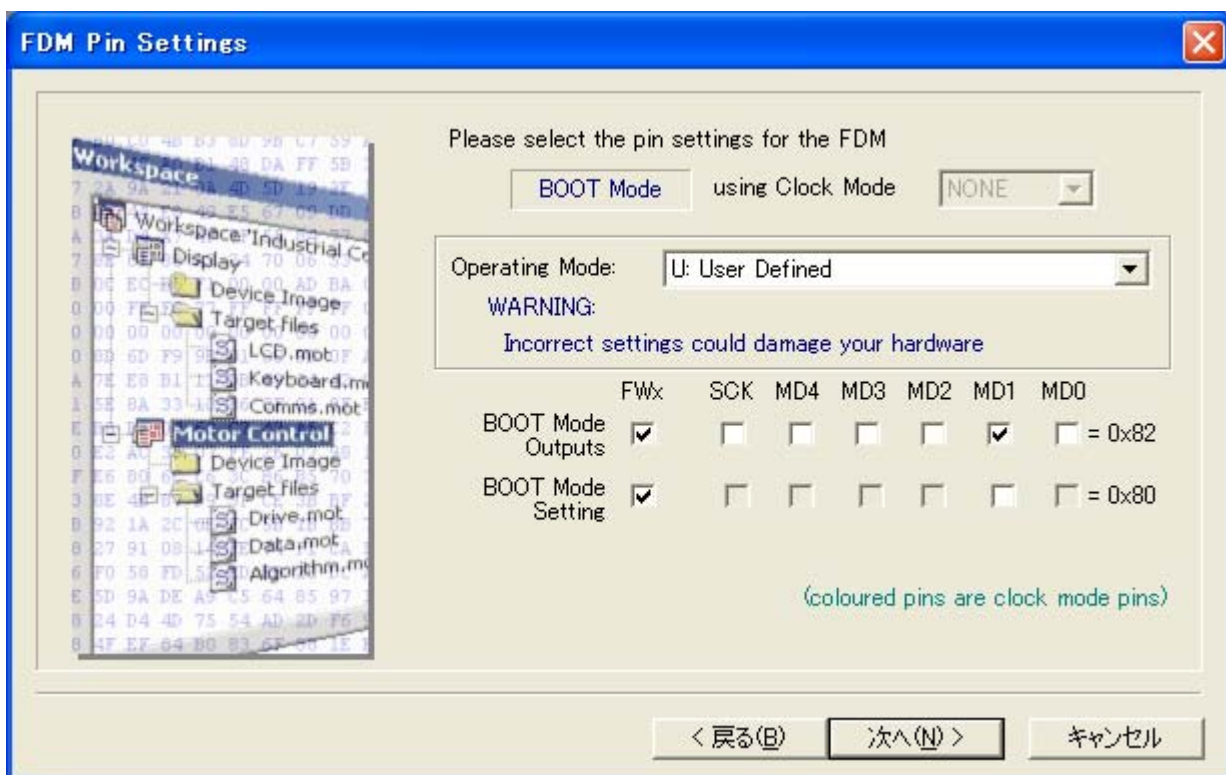 FDM Pin Settings
Please select the pin settings for the FDM
BOOT Mode using Clock Mode NONE
Operating Mode: U: User Defined
WARNING:
Incorrect settings could damage your hardware
FWx SCK MD4 MD3 MD2 MD1 MD0
BOOT Mode Outputs = 0x82
BOOT Mode Setting = 0x80
(coloured pins are clock mode pins)
Workspace
Workspace 'Industrial Co
Display
Device Image
Target files
LCD.mot
Keyboard.mo
Comms.mot
Motor Control
Device Image
Target files
Drive.mot
Data.mot
Algorithm.mo
< 戻る(B) 次へ(N) > キャンセル